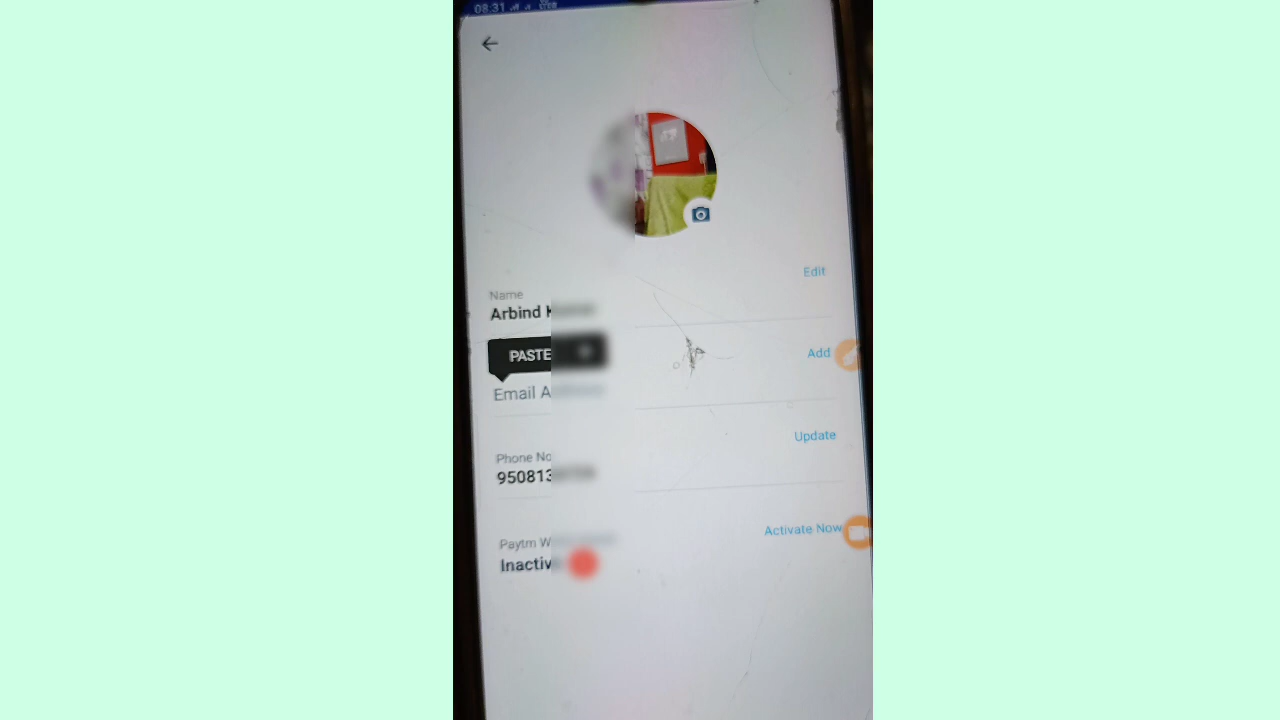 08:31
Edit
Name
Arbind
PASTE
Add
Email
Update
Phone No
950813
Activate Now
Paytm
Inactiv